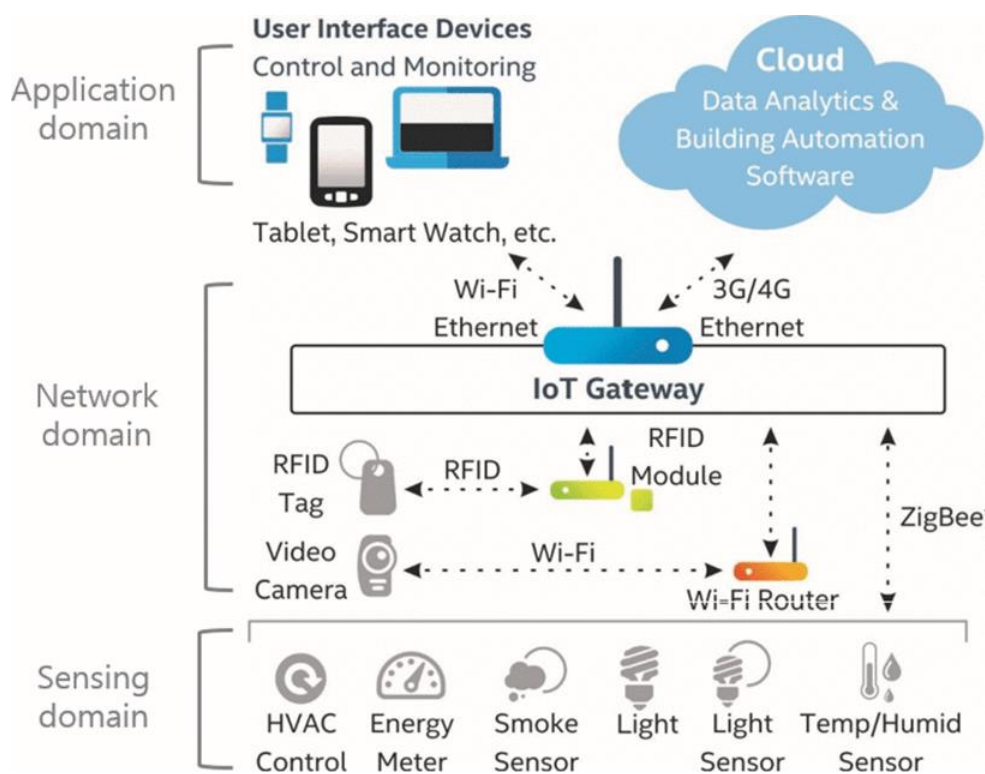 User Interface Devices
Control and Monitoring
Application
domain
Tablet, Smart Watch, etc.
Cloud
Data Analytics &
Building Automation
Software
Wi-Fi
Ethernet
3G/4G
Ethernet
Network
domain
IoT Gateway
RFID
Tag
RFID
RFID
Module
ZigBee
Video
Camera
Wi-Fi
Wi-Fi Router
Sensing
domain
HVAC
Control
Energy
Meter
Smoke
Sensor
Light
Light
Sensor
Temp/Humid
Sensor